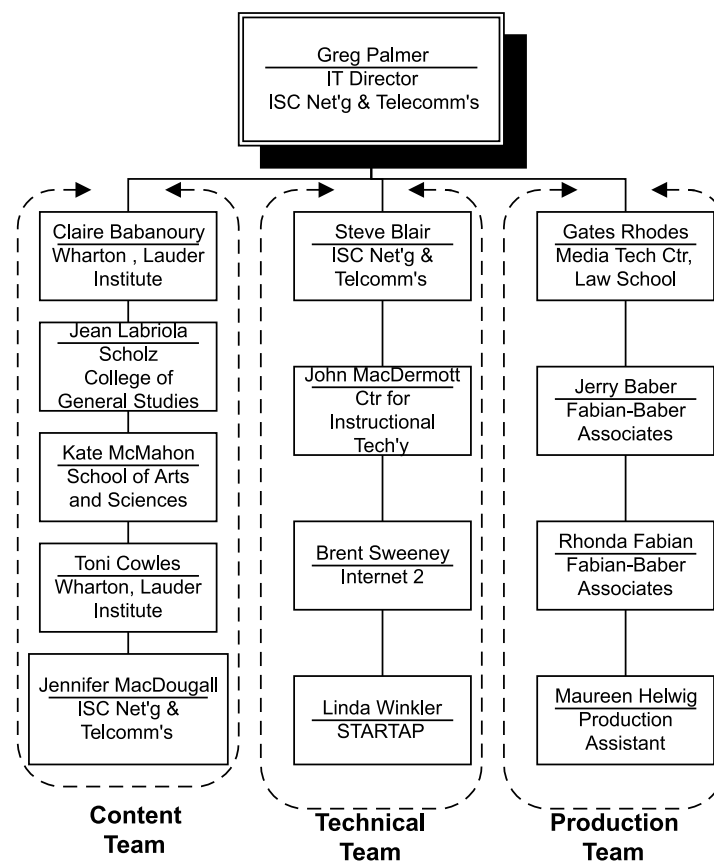 Greg Palmer
IT Director
ISC Net'g & Telecomm's
Claire Babanoury
Wharton , Lauder
Institute
Jean Labriola
Scholz
College of
General Studies
Kate McMahon
School of Arts
and Sciences
Toni Cowles
Wharton, Lauder
Institute
Jennifer MacDougall
ISC Net'g &
Telcomm's
Content
Team
Steve Blair
ISC Net'g &
Telcomm's
John MacDermott
Ctr for
Instructional
Tech'y
Brent Sweeney
Internet 2
Linda Winkler
STARTAP
Technical
Team
Gates Rhodes
Media Tech Ctr,
Law School
Jerry Baber
Fabian-Baber
Associates
Rhonda Fabian
Fabian-Baber
Associates
Maureen Helwig
Production
Assistant
Production
Team